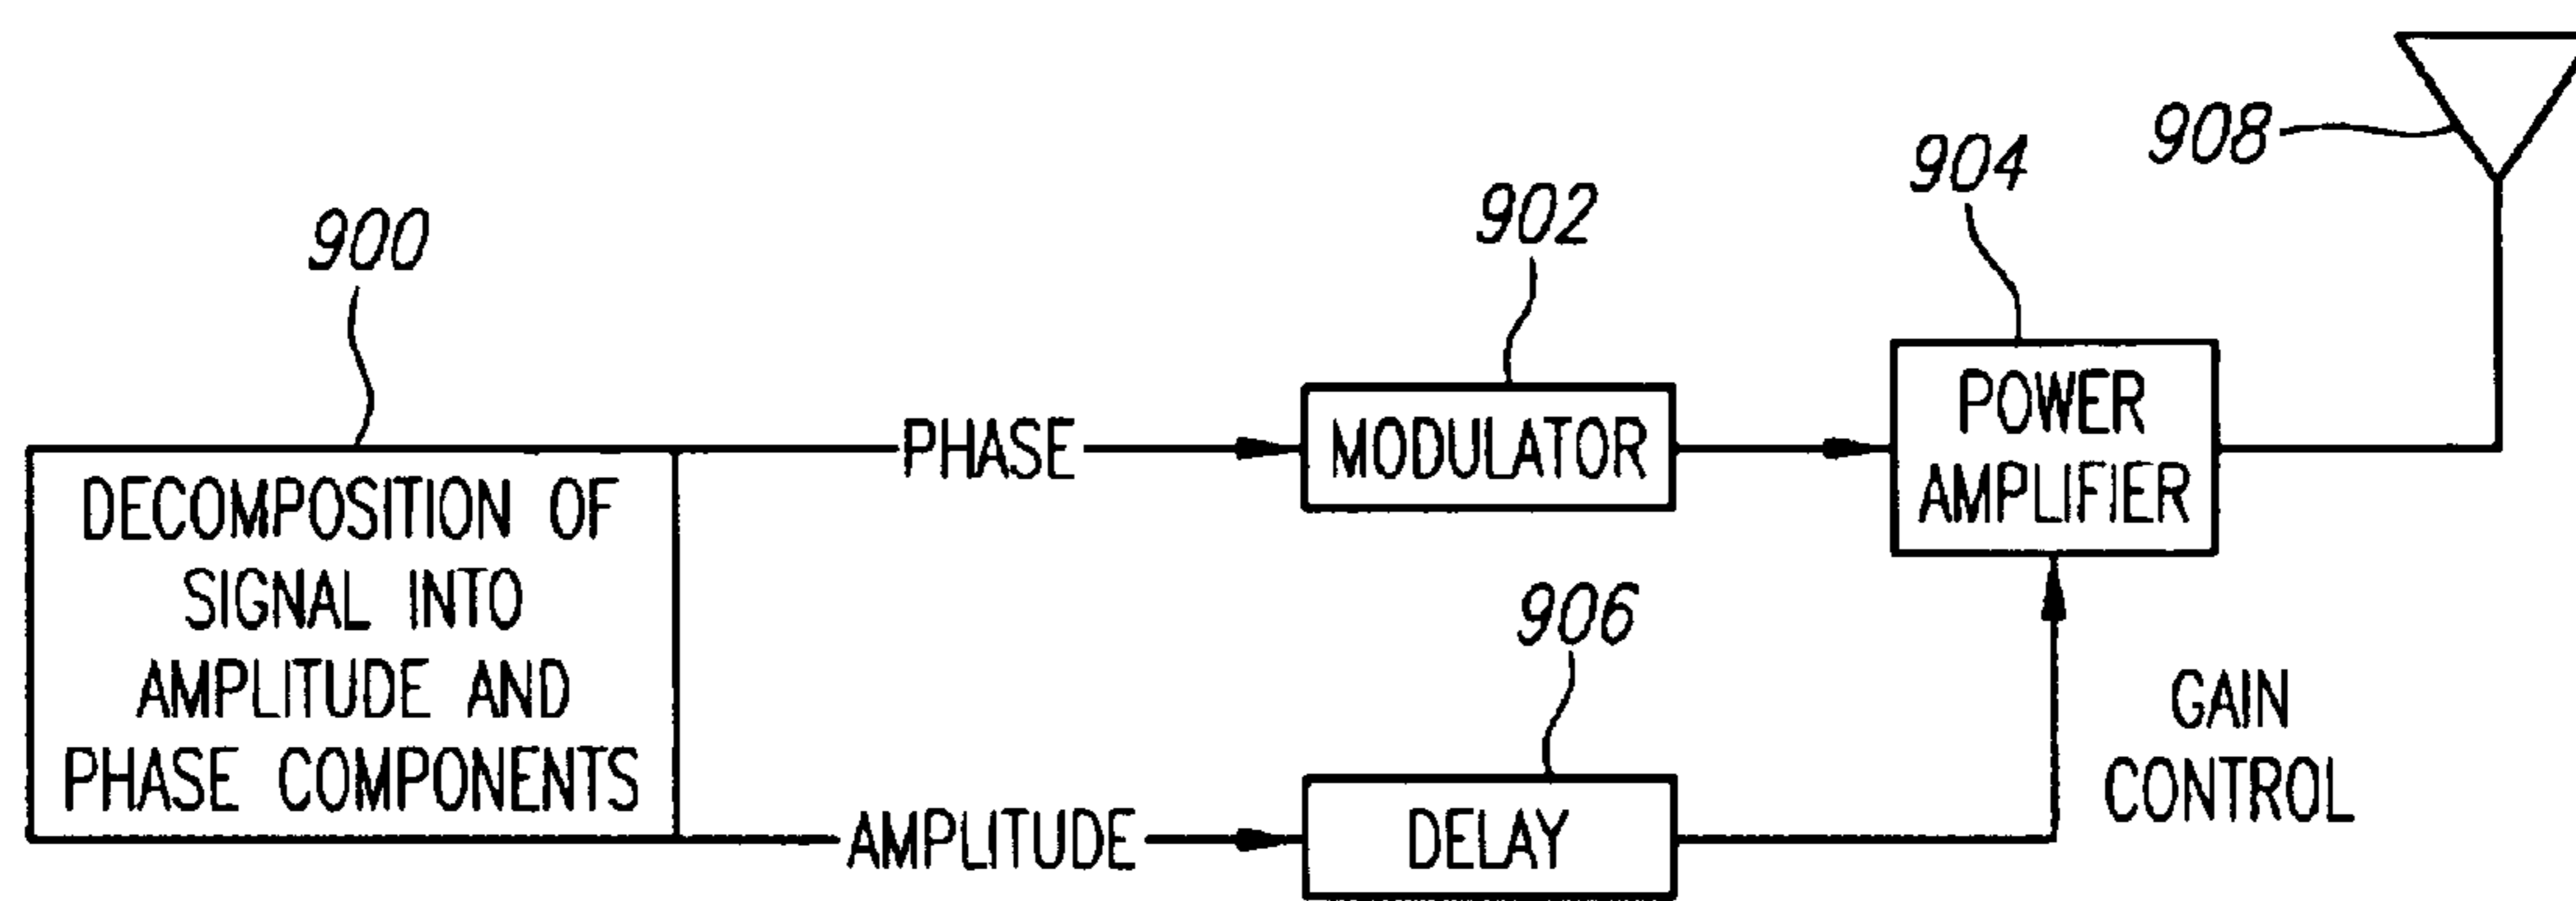 908
904
902
900
PHASE
MODULATOR
POWER
AMPLIFIER
DECOMPOSITION OF
SIGNAL INTO
AMPLITUDE AND
PHASE COMPONENTS
906
GAIN
CONTROL
AMPLITUDE
DELAY